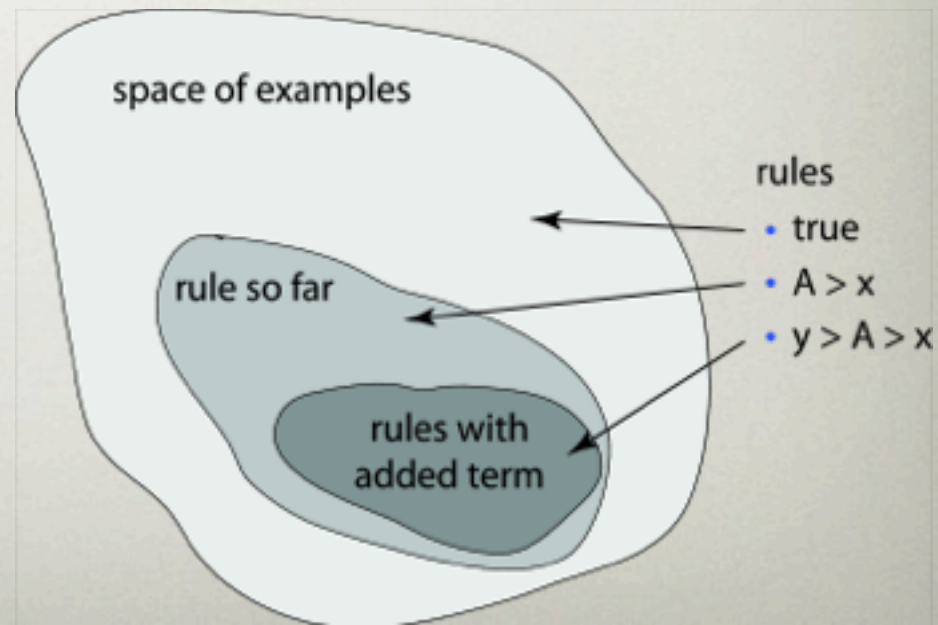 space of examples
rules
• true
rule so far
• A > x
• y > A > x
rules with
added term